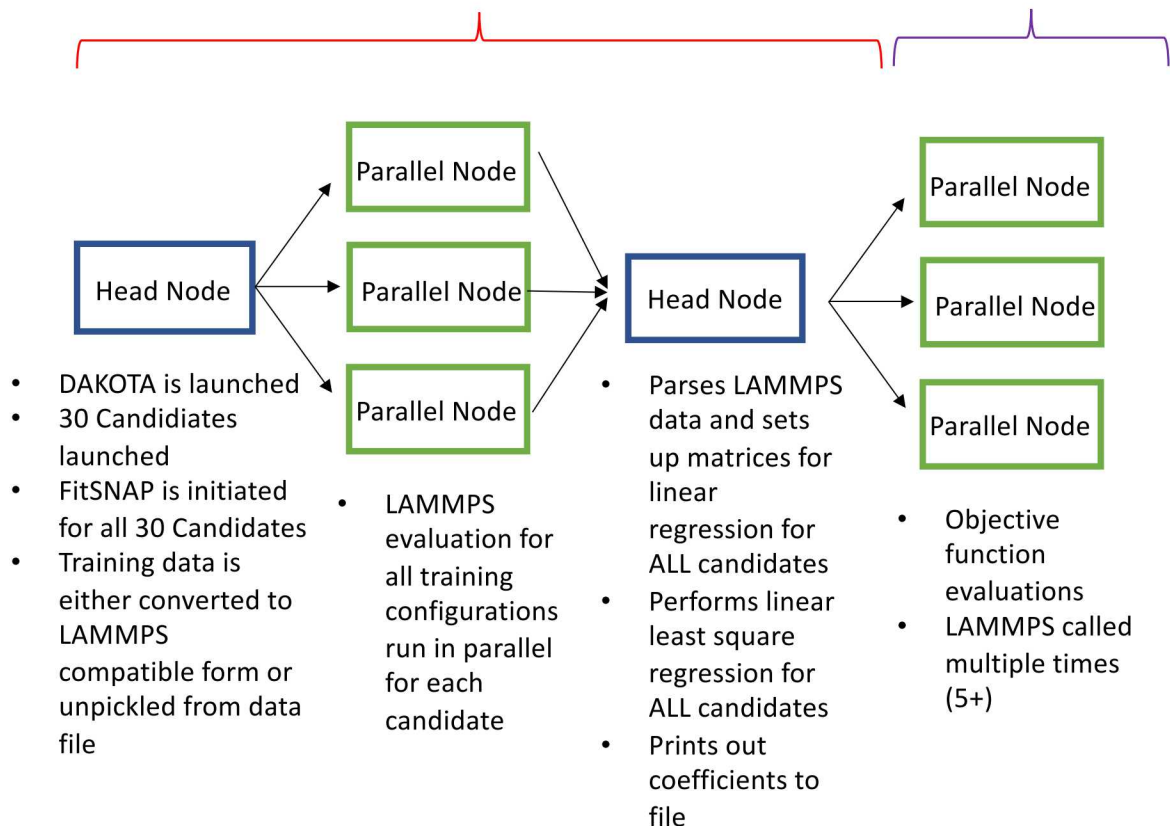 Head Node
• DAKOTA is launched
• 30 Candidiates
launched
• FitSNAP is initiated
for all 30 Candidates
• Training data is
either converted to
LAMMPS
compatible form or
unpickled from data
file
Parallel Node
Parallel Node
Parallel Node
• LAMMPS
evaluation for
all training
configurations
run in parallel
for each
candidate
Head Node
• Parses LAMMPS
data and sets
up matrices for
linear
regression for
ALL candidates
• Performs linear
least square
regression for
ALL candidates
• Prints out
coefficients to
file
Parallel Node
Parallel Node
Parallel Node
• Objective
function
evaluations
• LAMMPS called
multiple times
(5+)